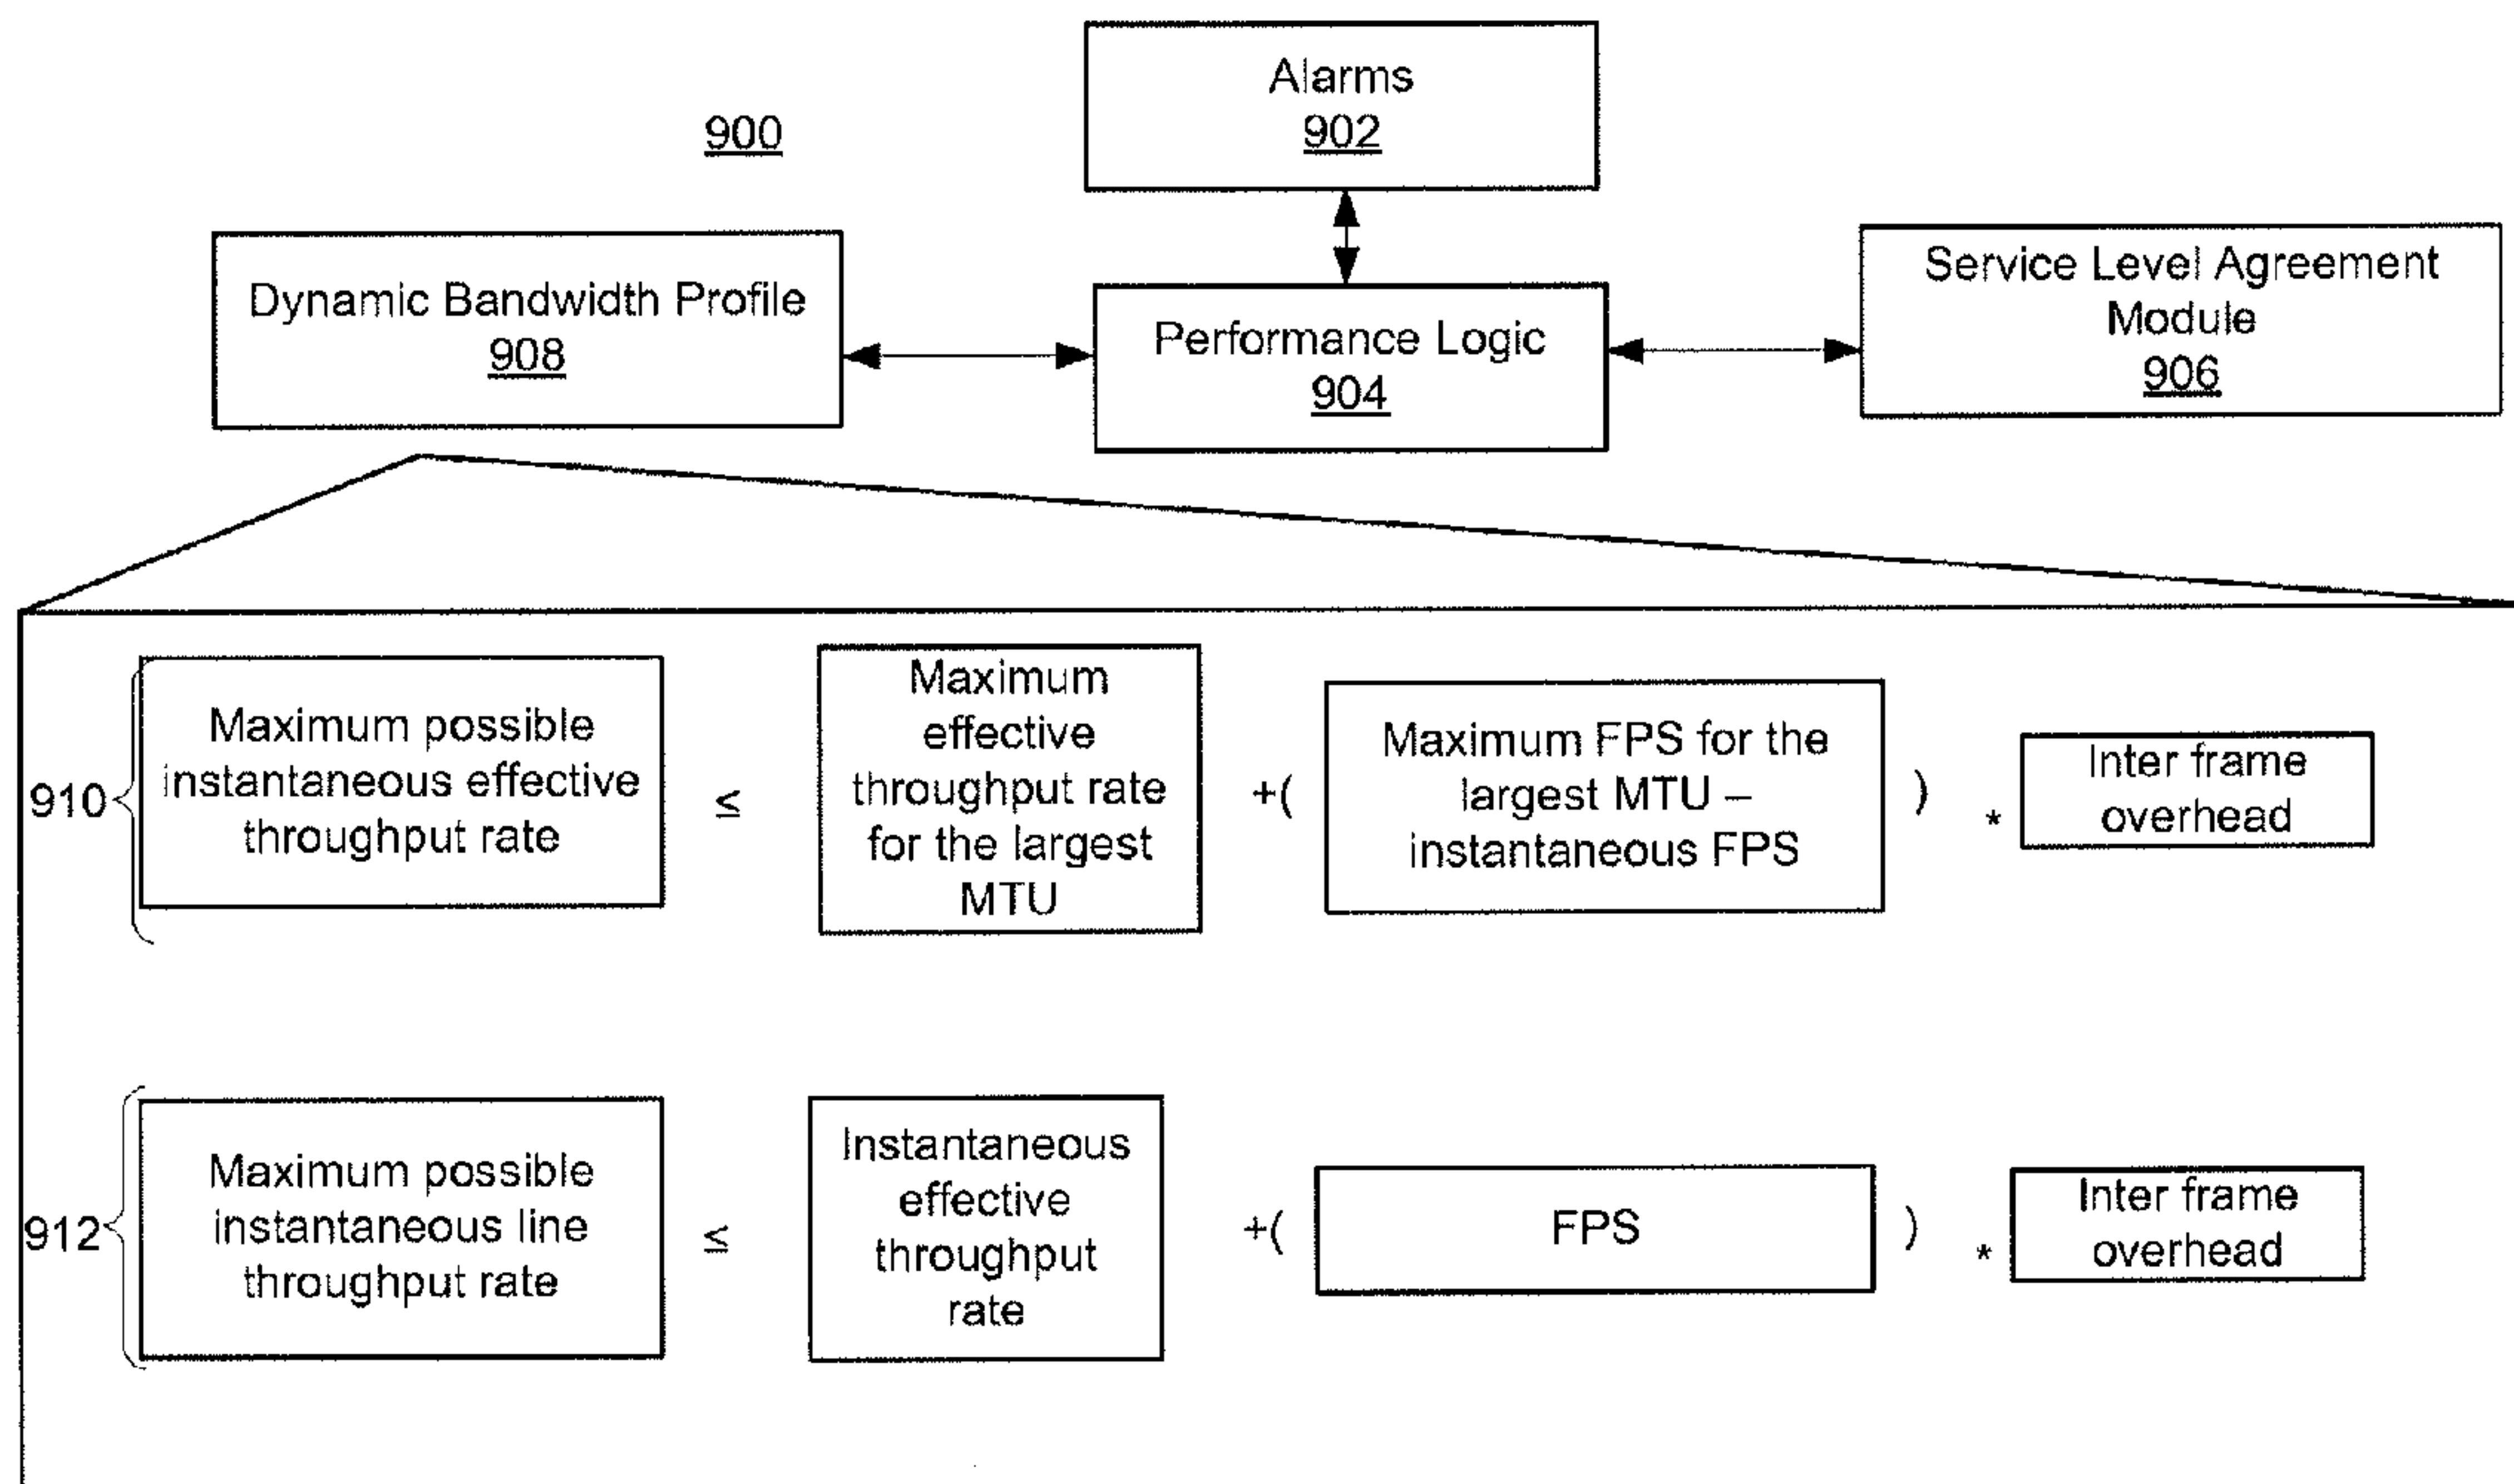 900
Alarms
902
Dynamic Bandwidth Profile
908
Performance Logic
904
Service Level Agreement
Module
906
910
Maximum possible
instantaneous effective
throughput rate
≤
Maximum
effective
throughput rate
for the largest
MTU
+(
Maximum FPS for the
largest MTU –
instantaneous FPS
)
*
Inter frame
overhead
912
Maximum possible
instantaneous line
throughput rate
≤
Instantaneous
effective
throughput
rate
+(
FPS
)
*
Inter frame
overhead